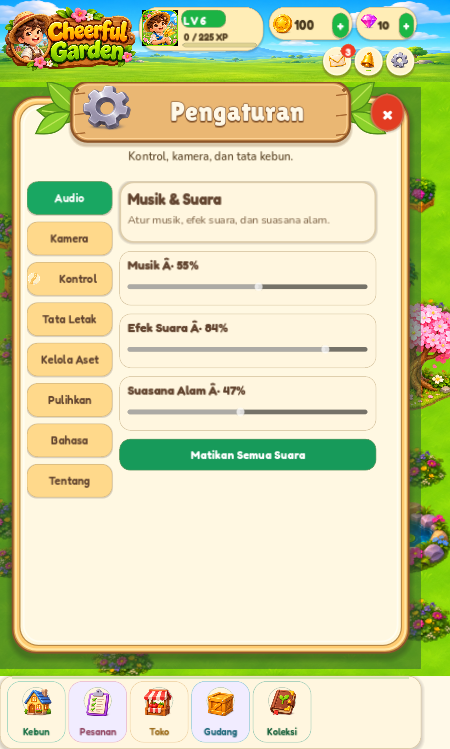 Cheerful
Garden
LV 6
0 / 225 XP
100
+
10
+
3
Pengaturan
Kontrol, kamera, dan tata kebun.
Audio
Kamera
Kontrol
Tata Letak
Kelola Aset
Pulihkan
Bahasa
Tentang
Musik & Suara
Atur musik, efek suara, dan suasana alam.
Musik Â· 55%
Efek Suara Â· 84%
Suasana Alam Â· 47%
Matikan Semua Suara
Kebun
Pesanan
Toko
Gudang
Koleksi